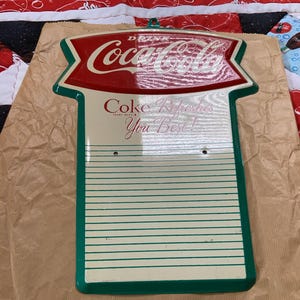 DRINK
Coca-Cola
Coke Refreshes
You Best!